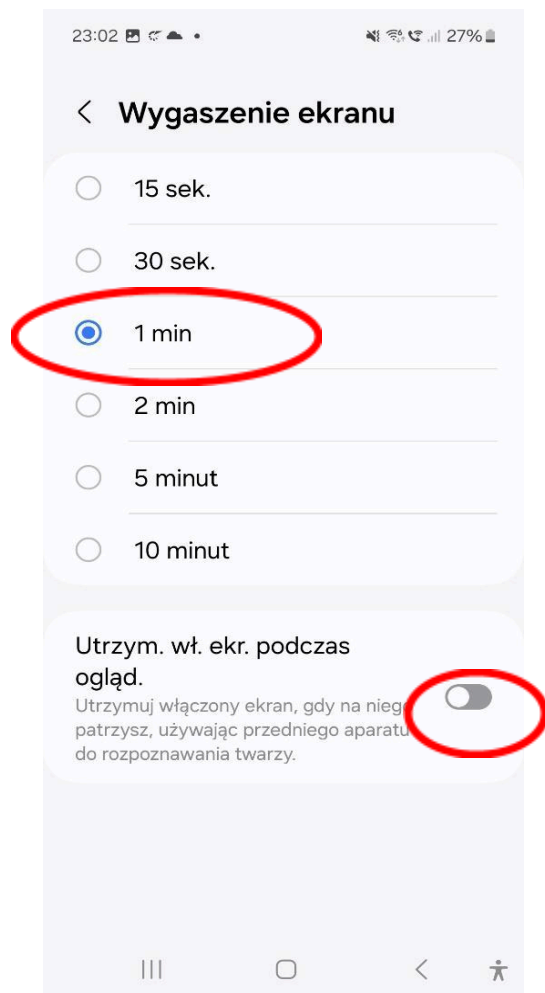 23:02 27%
Wygaszenie ekranu
15 sek.
30 sek.
1 min
2 min
5 minut
10 minut
Utrzym. wł. ekr. podczas
ogląd.
Utrzymuj włączony ekran, gdy na niego
patrzysz, używając przedniego aparatu
do rozpoznawania twarzy.